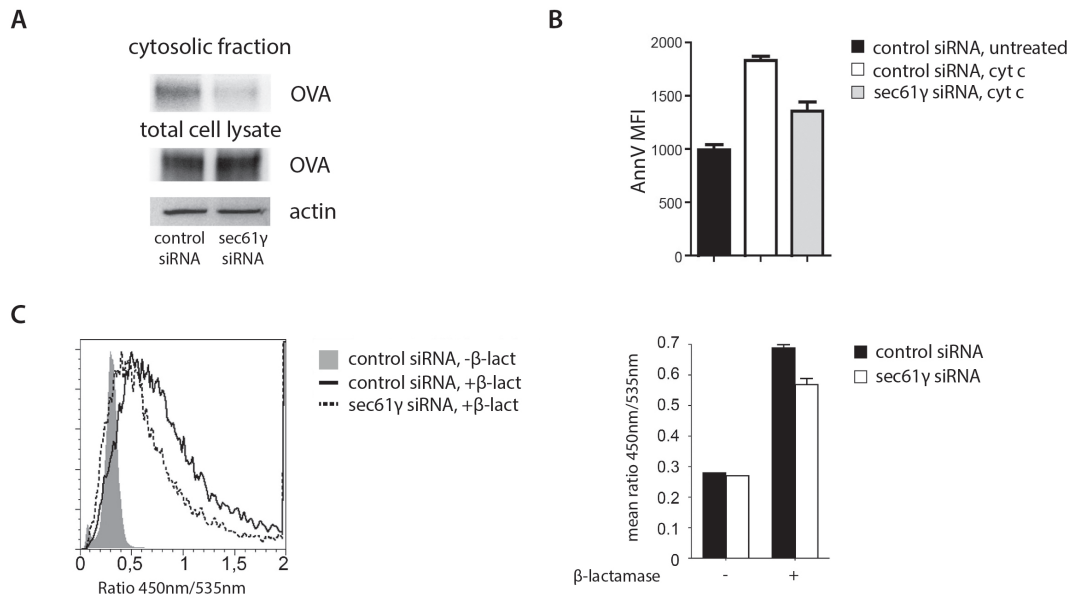 A
cytosolic fraction
OVA
total cell lysate
OVA
actin
control
siRNA
sec61γ
siRNA
B
AnnV MFI
2000
1500
1000
500
0
control siRNA, untreated
control siRNA, cyt c
sec61γ siRNA, cyt c
C
0
0,5
1
1,5
2
Ratio 450nm/535nm
control siRNA, -β-lact
control siRNA, +β-lact
sec61γ siRNA, +β-lact
mean ratio 450nm/535nm
0.7
0.6
0.5
0.4
0.3
0.2
0.1
0
β-lactamase - +
control siRNA
sec61γ siRNA